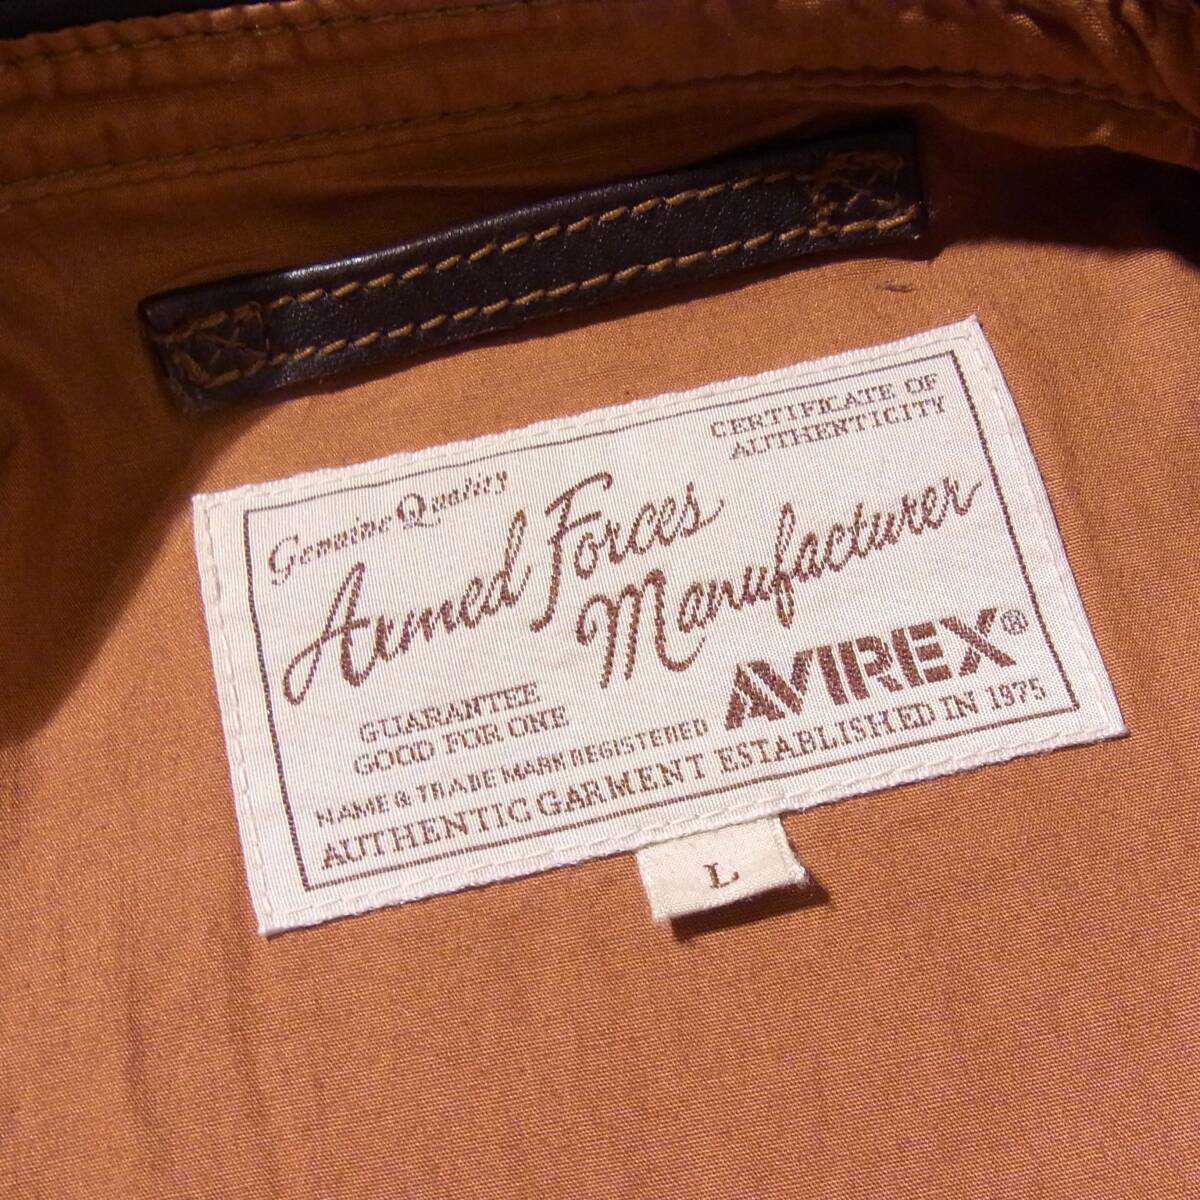 CERTIFICATE OF
AUTHENTICITY
Genuine Quality
Armed Forces
Manufacturer
AVIREX®
GUARANTEE
GOOD FOR ONE
NAME & TRADE MARK REGISTERED
AUTHENTIC GARMENT ESTABLISHED IN 1975
L